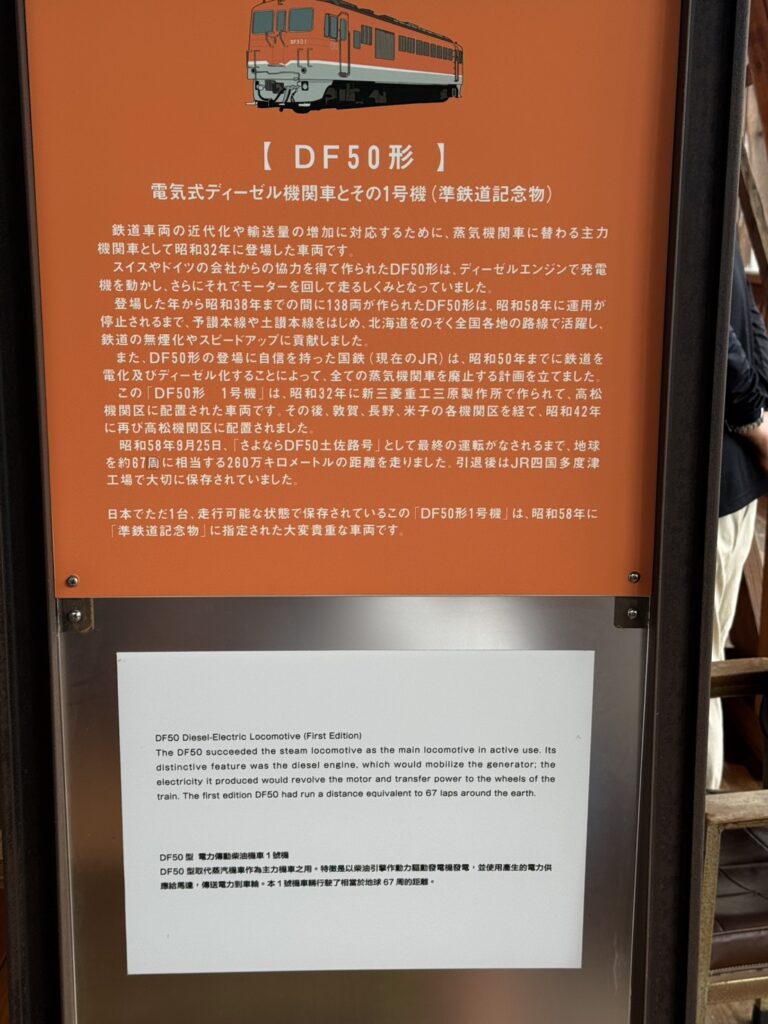 DF50 1
【 DF50形 】
電気式ディーゼル機関車とその1号機（準鉄道記念物）
鉄道車両の近代化や輸送量の増加に対応するために、蒸気機関車に替わる主力
機関車として昭和32年に登場した車両です。
スイスやドイツの会社からの協力を得て作られたDF50形は、ディーゼルエンジンで発電
機を動かし、さらにそれでモーターを回して走るしくみとなっていました。
登場した年から昭和38年までの間に138両が作られたDF50形は、昭和58年に運用が
停止されるまで、予讃本線や土讃本線をはじめ、北海道をのぞく全国各地の路線で活躍し、
鉄道の無煙化やスピードアップに貢献しました。
また、DF50形の登場に自信を持った国鉄（現在のJR）は、昭和50年までに鉄道を
電化及びディーゼル化することによって、全ての蒸気機関車を廃止する計画を立てました。
この「DF50形　1号機」は、昭和32年に新三菱重工三原製作所で作られて、高松
機関区に配置された車両です。その後、敦賀、長野、米子の各機関区を経て、昭和42年
に再び高松機関区に配置されました。
昭和58年9月25日、「さよならDF50土佐路号」として最終の運転がなされるまで、地球
を約67周に相当する260万キロメートルの距離を走りました。引退後はJR四国多度津
工場で大切に保存されていました。
日本でただ1台、走行可能な状態で保存されているこの「DF50形1号機」は、昭和58年に
「準鉄道記念物」に指定された大変貴重な車両です。
DF50 Diesel-Electric Locomotive (First Edition)
The DF50 succeeded the steam locomotive as the main locomotive in active use. Its
distinctive feature was the diesel engine, which would mobilize the generator; the
electricity it produced would revolve the motor and transfer power to the wheels of the
train. The first edition DF50 had run a distance equivalent to 67 laps around the earth.
DF50 型 電力傳動柴油機車 1 號機
DF50 型取代蒸汽機車作為主力機車之用。特徵是以柴油引擎作動力驅動發電機發電，並使用產生的電力供
應給馬達，傳送電力到車輪。本 1 號機車輛行駛了相當於地球 67 周的距離。